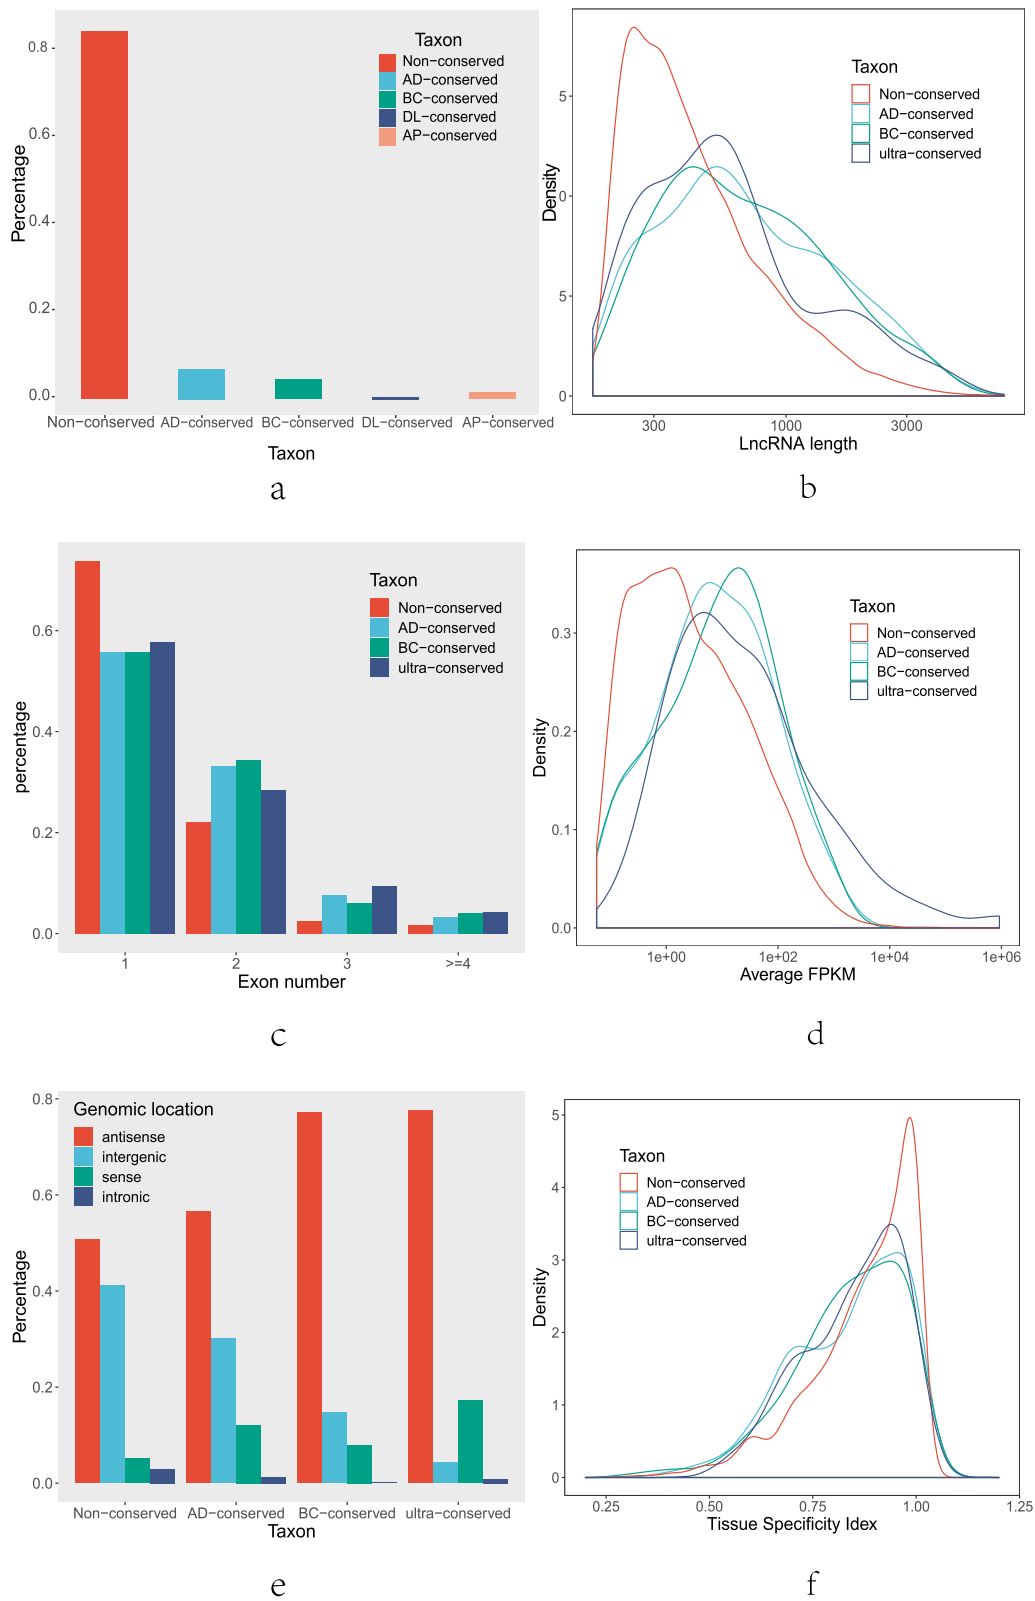 Taxon
Non−conserved
AD−conserved
BC−conserved
DL−conserved
AP−conserved
Percentage
0.8
0.6
0.4
0.2
0.0
Non−conserved AD−conserved BC−conserved DL−conserved AP−conserved
Taxon
a
Taxon
Non−conserved
AD−conserved
BC−conserved
ultra−conserved
Density
5
0
5
0
300 1000 3000
LncRNA length
b
Taxon
Non−conserved
AD−conserved
BC−conserved
ultra−conserved
percentage
0.6
0.4
0.2
0.0
1 2 3 >=4
Exon number
c
Taxon
Non−conserved
AD−conserved
BC−conserved
ultra−conserved
Density
0.3
0.2
0.1
0.0
1e+00 1e+02 1e+04 1e+06
Average FPKM
d
Genomic location
antisense
intergenic
sense
intronic
Percentage
0.8
0.6
0.4
0.2
0.0
Non−conserved AD−conserved BC−conserved ultra−conserved
Taxon
e
Taxon
Non−conserved
AD−conserved
BC−conserved
ultra−conserved
Density
5
4
3
2
1
0
0.25 0.50 0.75 1.00 1.25
Tissue Specificity Idex
f